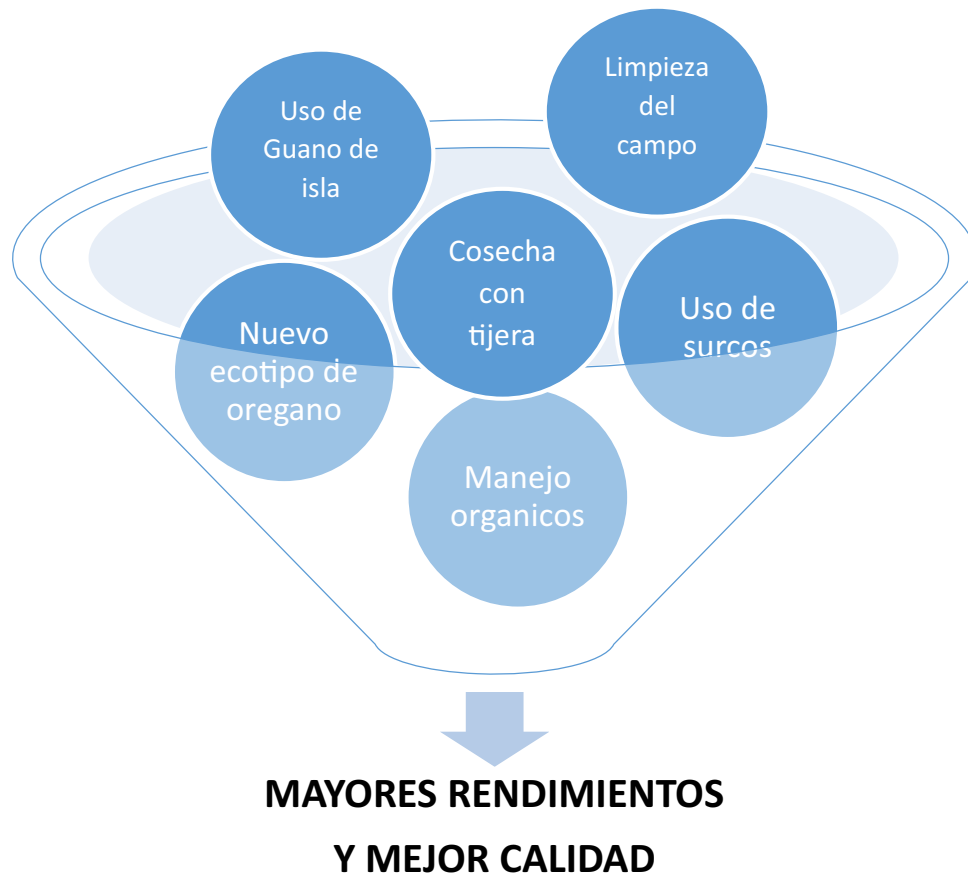 Uso de
Guano de
isla
Limpieza
del
campo
Cosecha
con
tijera
Nuevo
ecotipo de
oregano
Uso de
surcos
Manejo
organicos
MAYORES RENDIMIENTOS
Y MEJOR CALIDAD